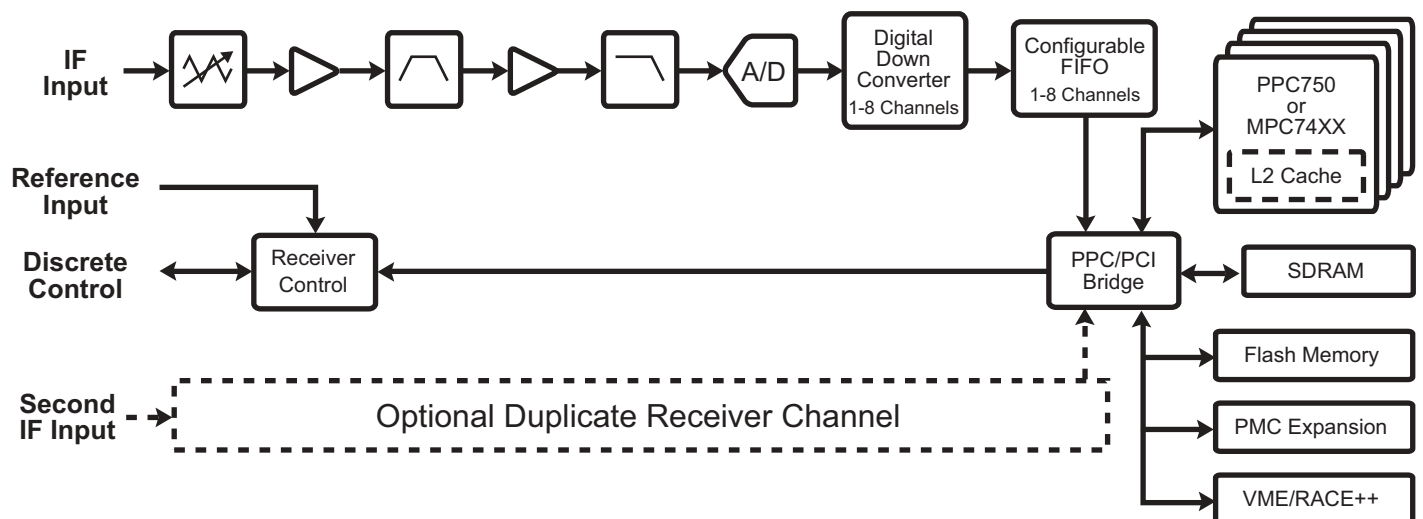 IF
Input
A/D
Digital
Down
Converter
1-8 Channels
Configurable
FIFO
1-8 Channels
PPC750
or
MPC74XX
L2 Cache
Reference
Input
Discrete
Control
Receiver
Control
PPC/PCI
Bridge
SDRAM
Flash Memory
Second
IF Input
Optional Duplicate Receiver Channel
PMC Expansion
VME/RACE++